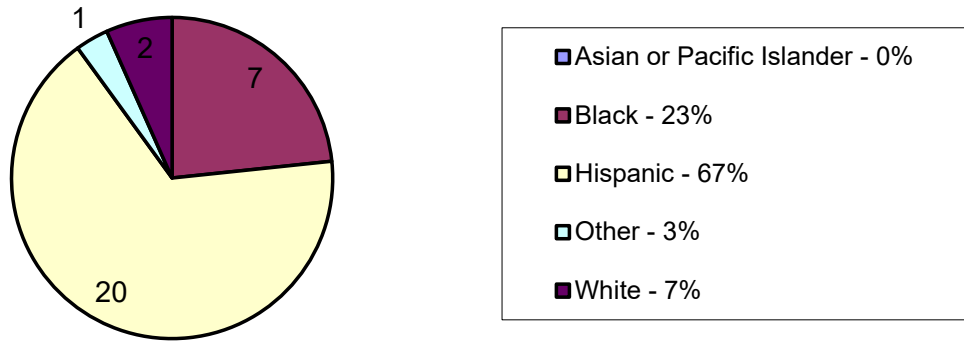 1
2
7
20
Asian or Pacific Islander - 0%
Black - 23%
Hispanic - 67%
Other - 3%
White - 7%